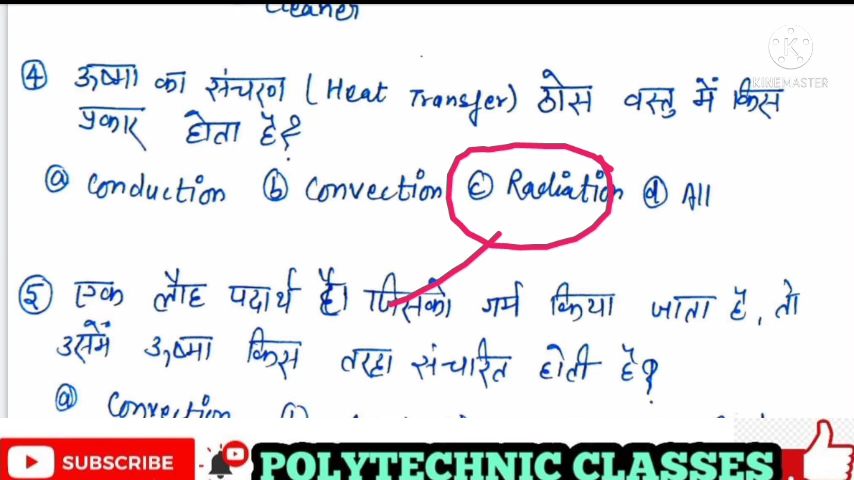 cleaner
KINEMASTER
④ ऊष्मा का संचरण (Heat Transfer) ठोस वस्तु में किस
प्रकार होता है?
ⓐ Conduction ⓑ Convection ⓒ Radiation ⓓ All
⑤ एक लौह पदार्थ है। जिसको गर्म किया जाता है, तो
उसमें ऊष्मा किस तरहा संचारित होती है?
ⓐ Convection
SUBSCRIBE POLYTECHNIC CLASSES